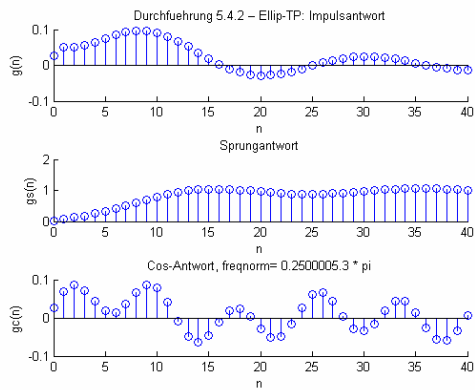 Durchfuehrung 5.4.2 – Ellip-TP: Impulsantwort
0.1
0
-0.1
g(n)
0 5 10 15 20 25 30 35 40
n
Sprungantwort
2
1
0
gs(n)
0 5 10 15 20 25 30 35 40
n
Cos-Antwort, freqnorm= 0.2500005.3 * pi
0.1
0
-0.1
gc(n)
0 5 10 15 20 25 30 35 40
n